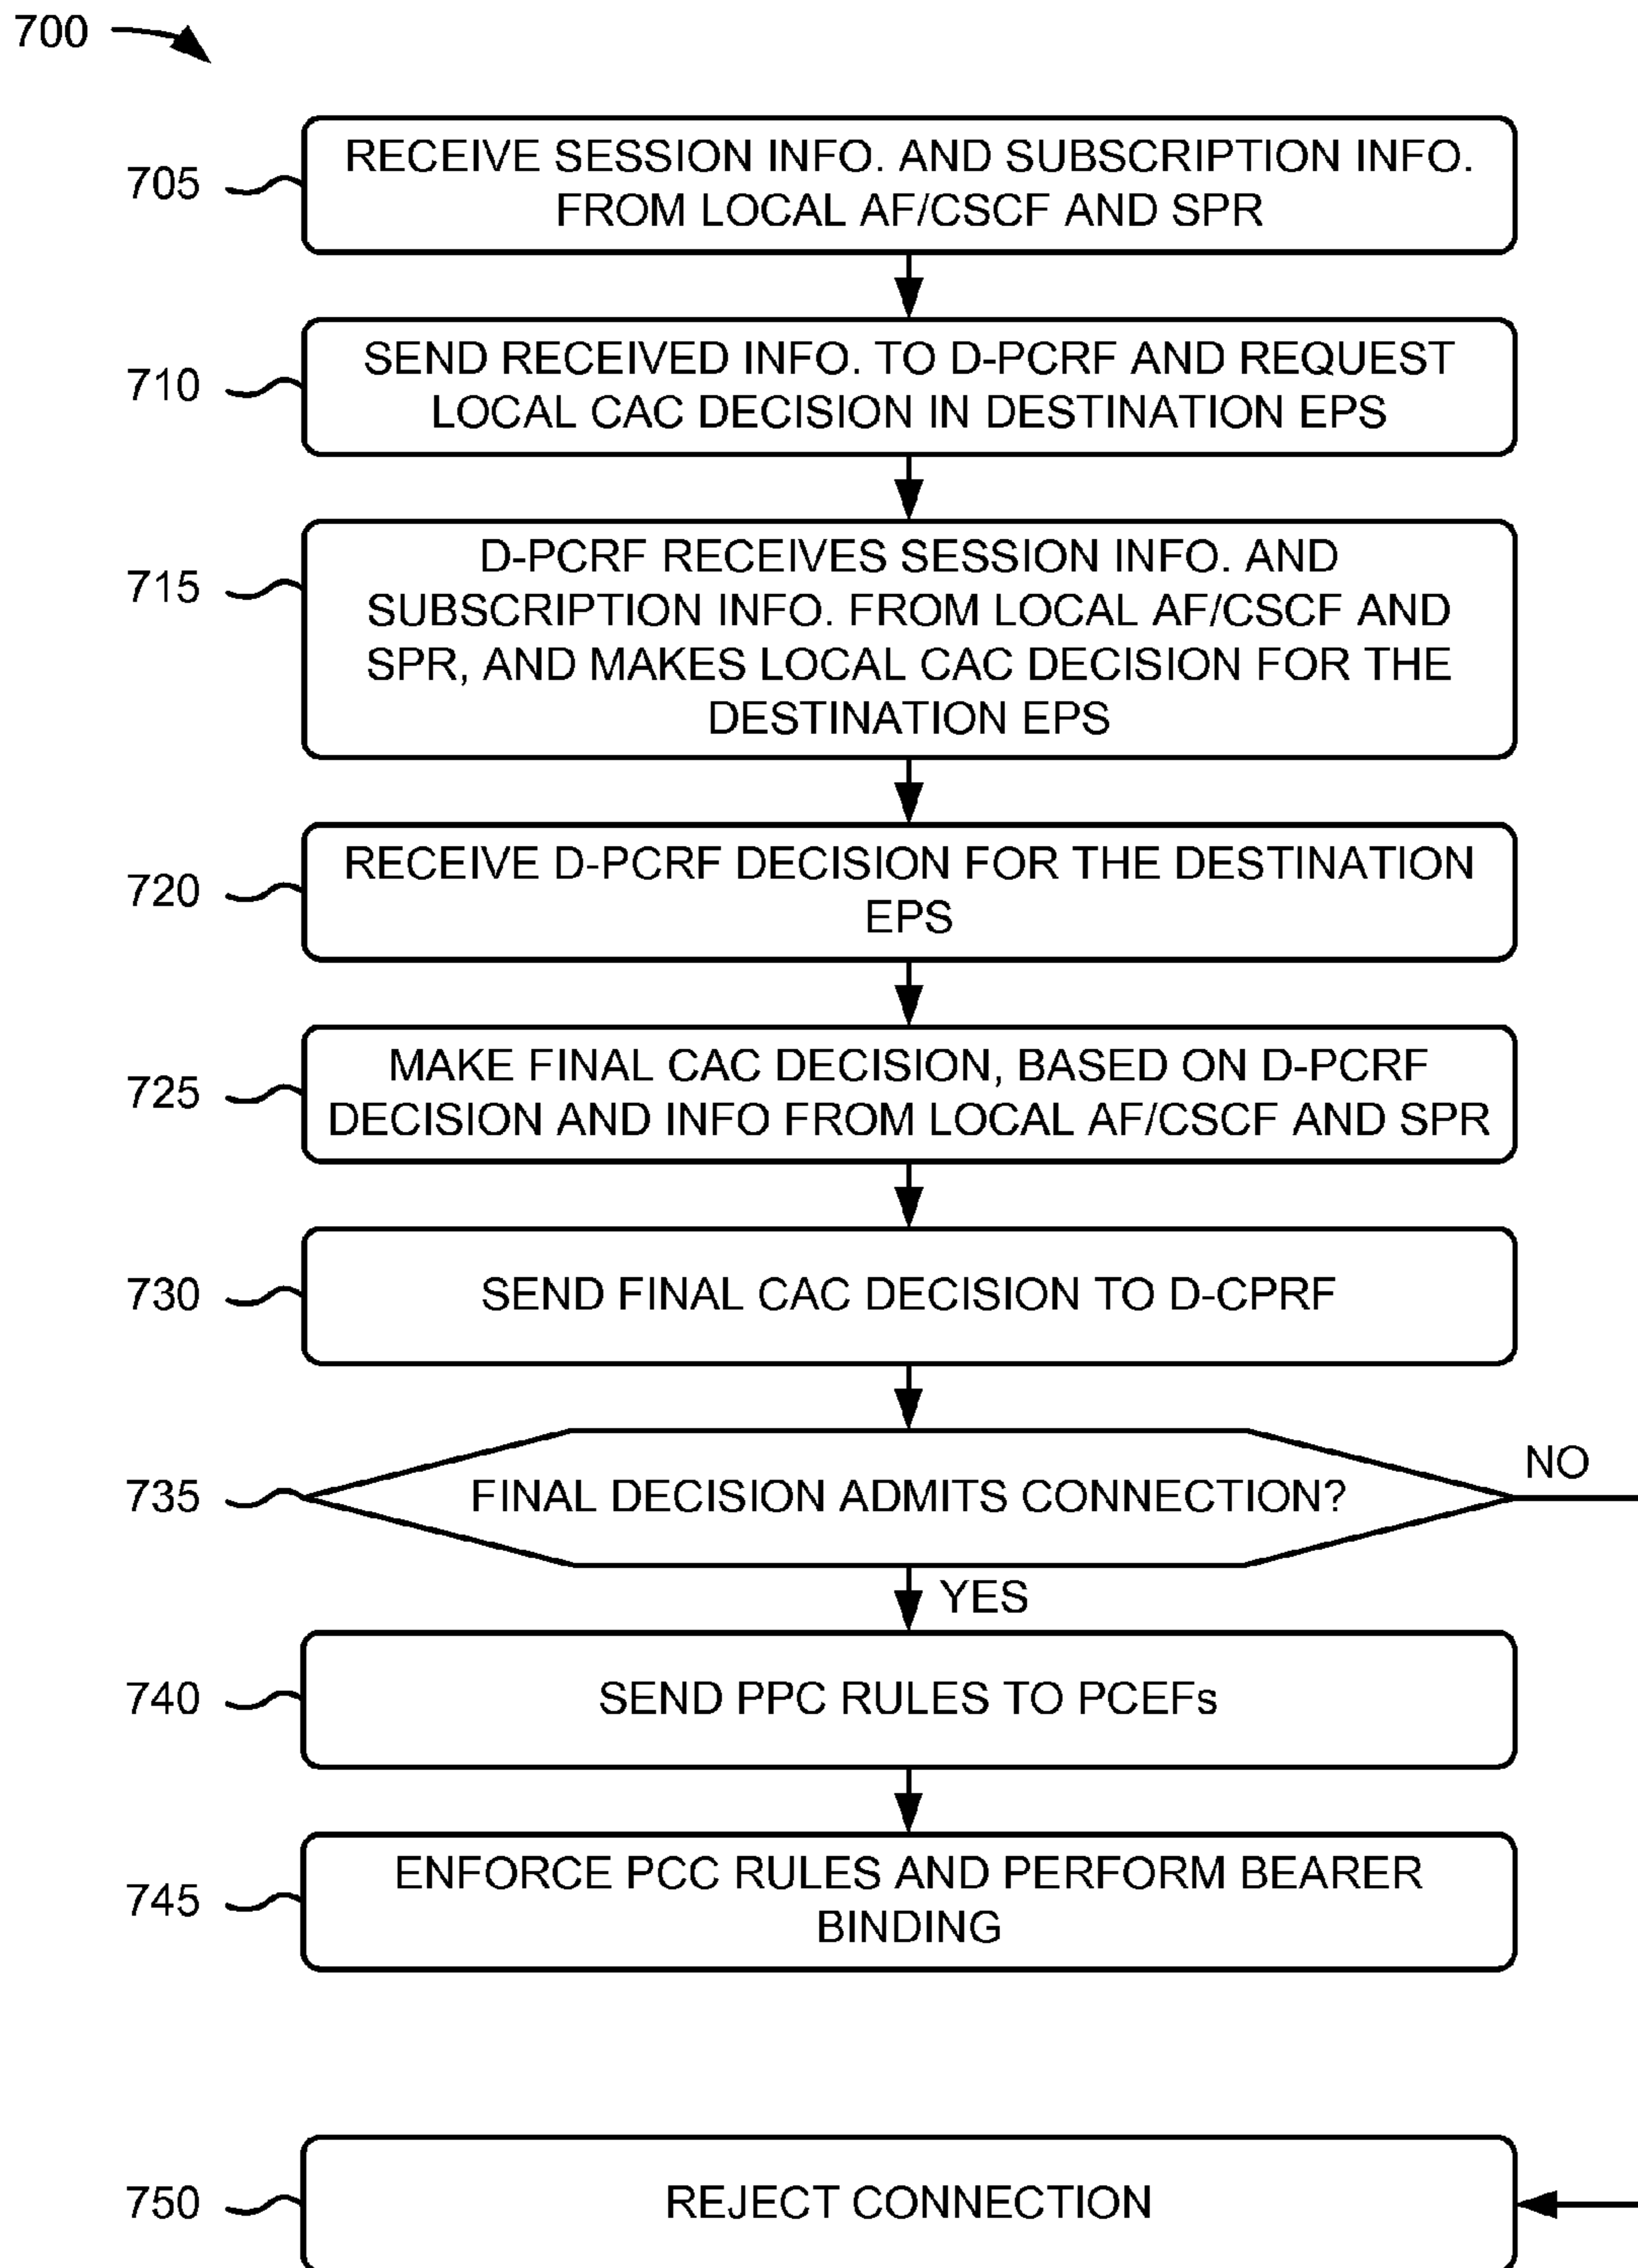 700
705
RECEIVE SESSION INFO. AND SUBSCRIPTION INFO.
FROM LOCAL AF/CSCF AND SPR
710
SEND RECEIVED INFO. TO D-PCRF AND REQUEST
LOCAL CAC DECISION IN DESTINATION EPS
715
D-PCRF RECEIVES SESSION INFO. AND
SUBSCRIPTION INFO. FROM LOCAL AF/CSCF AND
SPR, AND MAKES LOCAL CAC DECISION FOR THE
DESTINATION EPS
720
RECEIVE D-PCRF DECISION FOR THE DESTINATION
EPS
725
MAKE FINAL CAC DECISION, BASED ON D-PCRF
DECISION AND INFO FROM LOCAL AF/CSCF AND SPR
730
SEND FINAL CAC DECISION TO D-CPRF
735
FINAL DECISION ADMITS CONNECTION?
NO
YES
740
SEND PPC RULES TO PCEFs
745
ENFORCE PCC RULES AND PERFORM BEARER
BINDING
750
REJECT CONNECTION